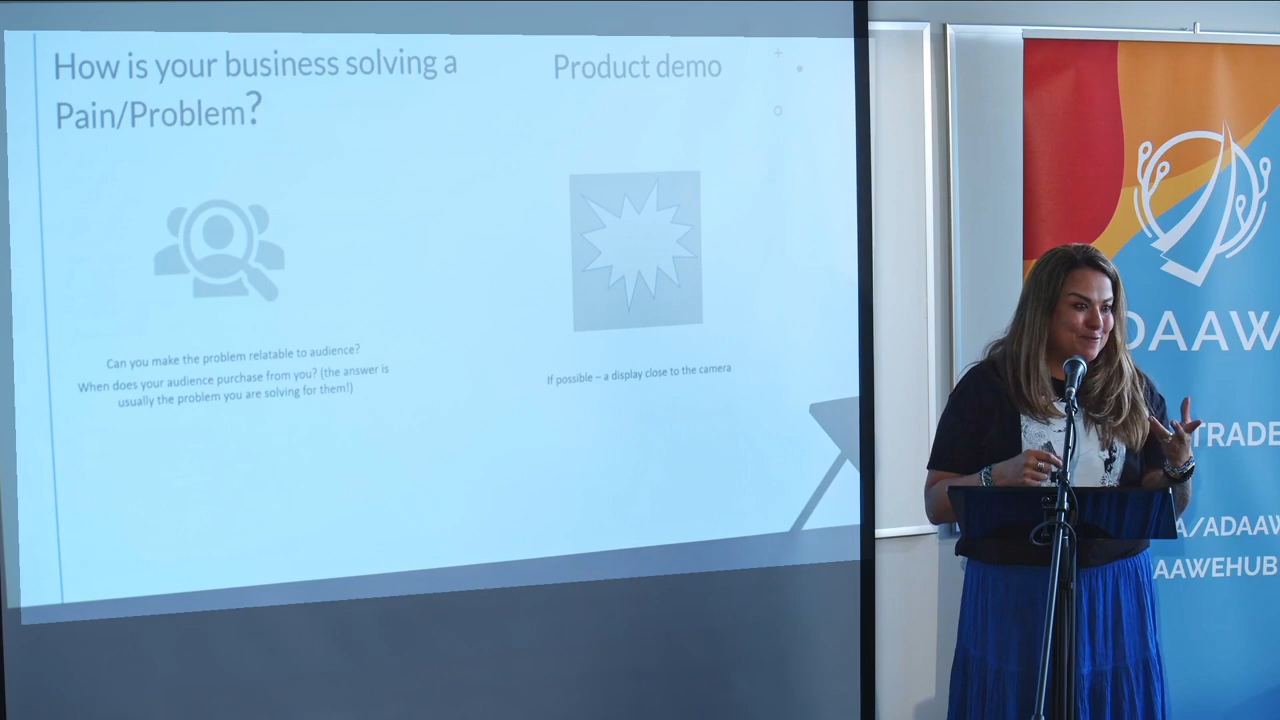 How is your business solving a
Pain/Problem?
Product demo
Can you make the problem relatable to audience?
When does your audience purchase from you? (the answer is
usually the problem you are solving for them!)
If possible – a display close to the camera
DAAW
TRADE
A/ADAAW
AAWEHUB